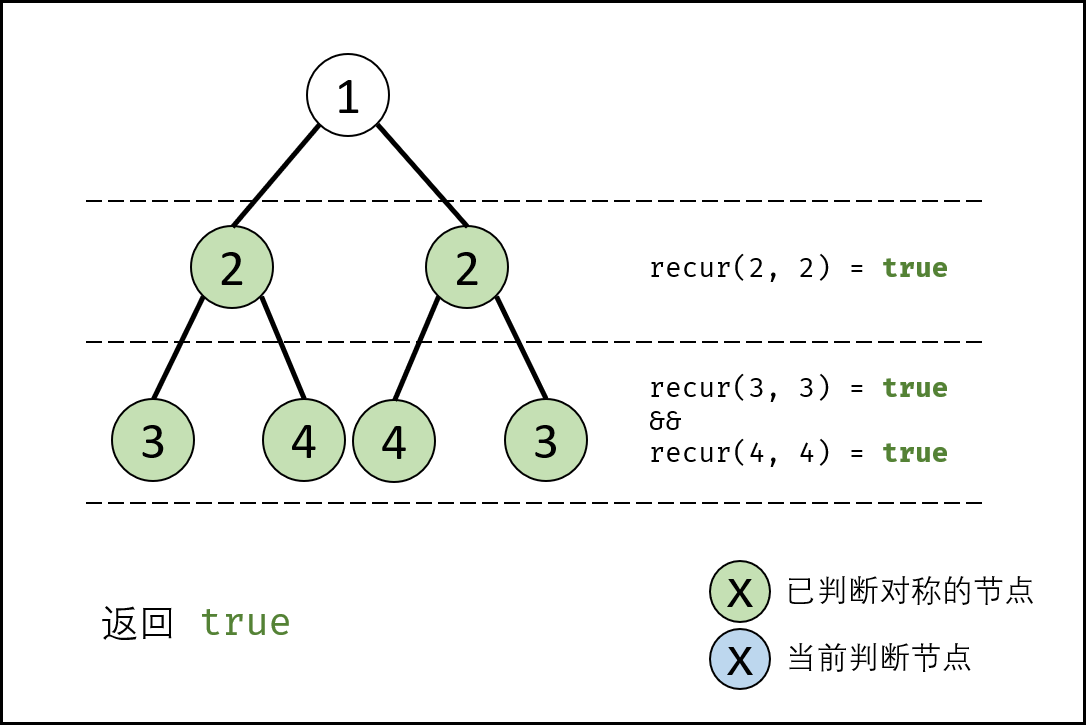 1
2 2 recur(2, 2) = true
recur(3, 3) = true
&&
3 4 4 3
recur(4, 4) = true
返回 true
X 已判断对称的节点
X 当前判断节点